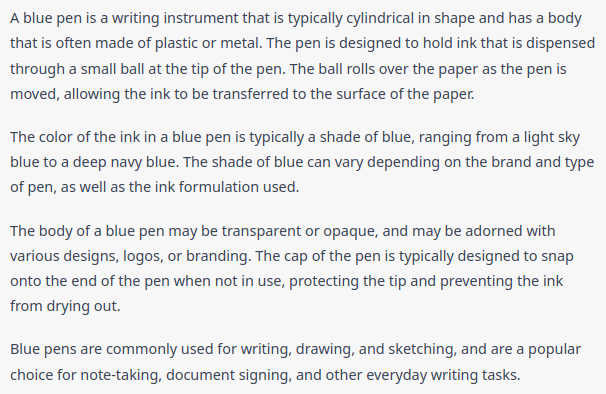 A blue pen is a writing instrument that is typically cylindrical in shape and has a body
that is often made of plastic or metal. The pen is designed to hold ink that is dispensed
through a small ball at the tip of the pen. The ball rolls over the paper as the pen is
moved, allowing the ink to be transferred to the surface of the paper.
The color of the ink in a blue pen is typically a shade of blue, ranging from a light sky
blue to a deep navy blue. The shade of blue can vary depending on the brand and type
of pen, as well as the ink formulation used.
The body of a blue pen may be transparent or opaque, and may be adorned with
various designs, logos, or branding. The cap of the pen is typically designed to snap
onto the end of the pen when not in use, protecting the tip and preventing the ink
from drying out.
Blue pens are commonly used for writing, drawing, and sketching, and are a popular
choice for note-taking, document signing, and other everyday writing tasks.